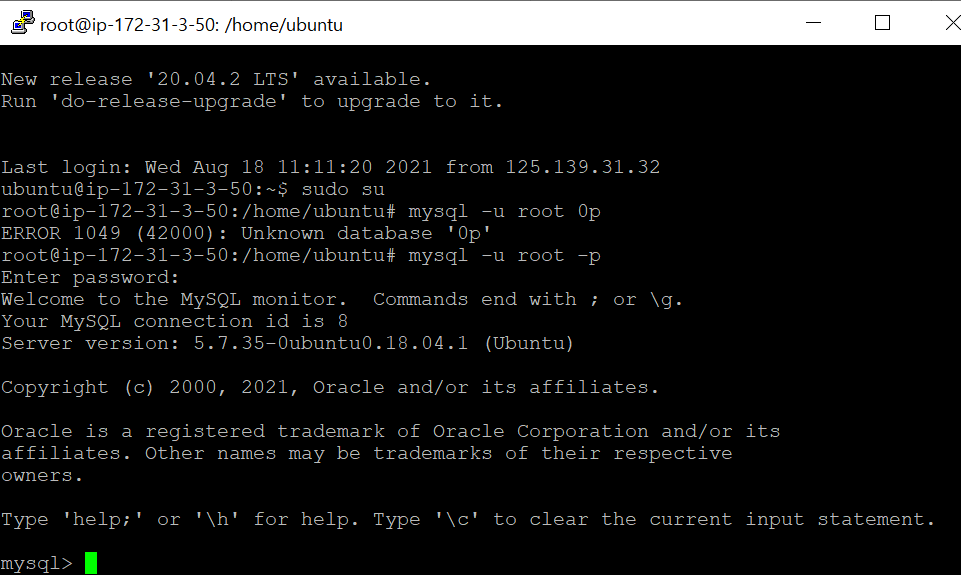 root@ip-172-31-3-50: /home/ubuntu
New release '20.04.2 LTS' available.
Run 'do-release-upgrade' to upgrade to it.
Last login: Wed Aug 18 11:11:20 2021 from 125.139.31.32
ubuntu@ip-172-31-3-50:~$ sudo su
root@ip-172-31-3-50:/home/ubuntu# mysql -u root 0p
ERROR 1049 (42000): Unknown database '0p'
root@ip-172-31-3-50:/home/ubuntu# mysql -u root -p
Enter password:
Welcome to the MySQL monitor.  Commands end with ; or \g.
Your MySQL connection id is 8
Server version: 5.7.35-0ubuntu0.18.04.1 (Ubuntu)
Copyright (c) 2000, 2021, Oracle and/or its affiliates.
Oracle is a registered trademark of Oracle Corporation and/or its
affiliates. Other names may be trademarks of their respective
owners.
Type 'help;' or '\h' for help. Type '\c' to clear the current input statement.
mysql>